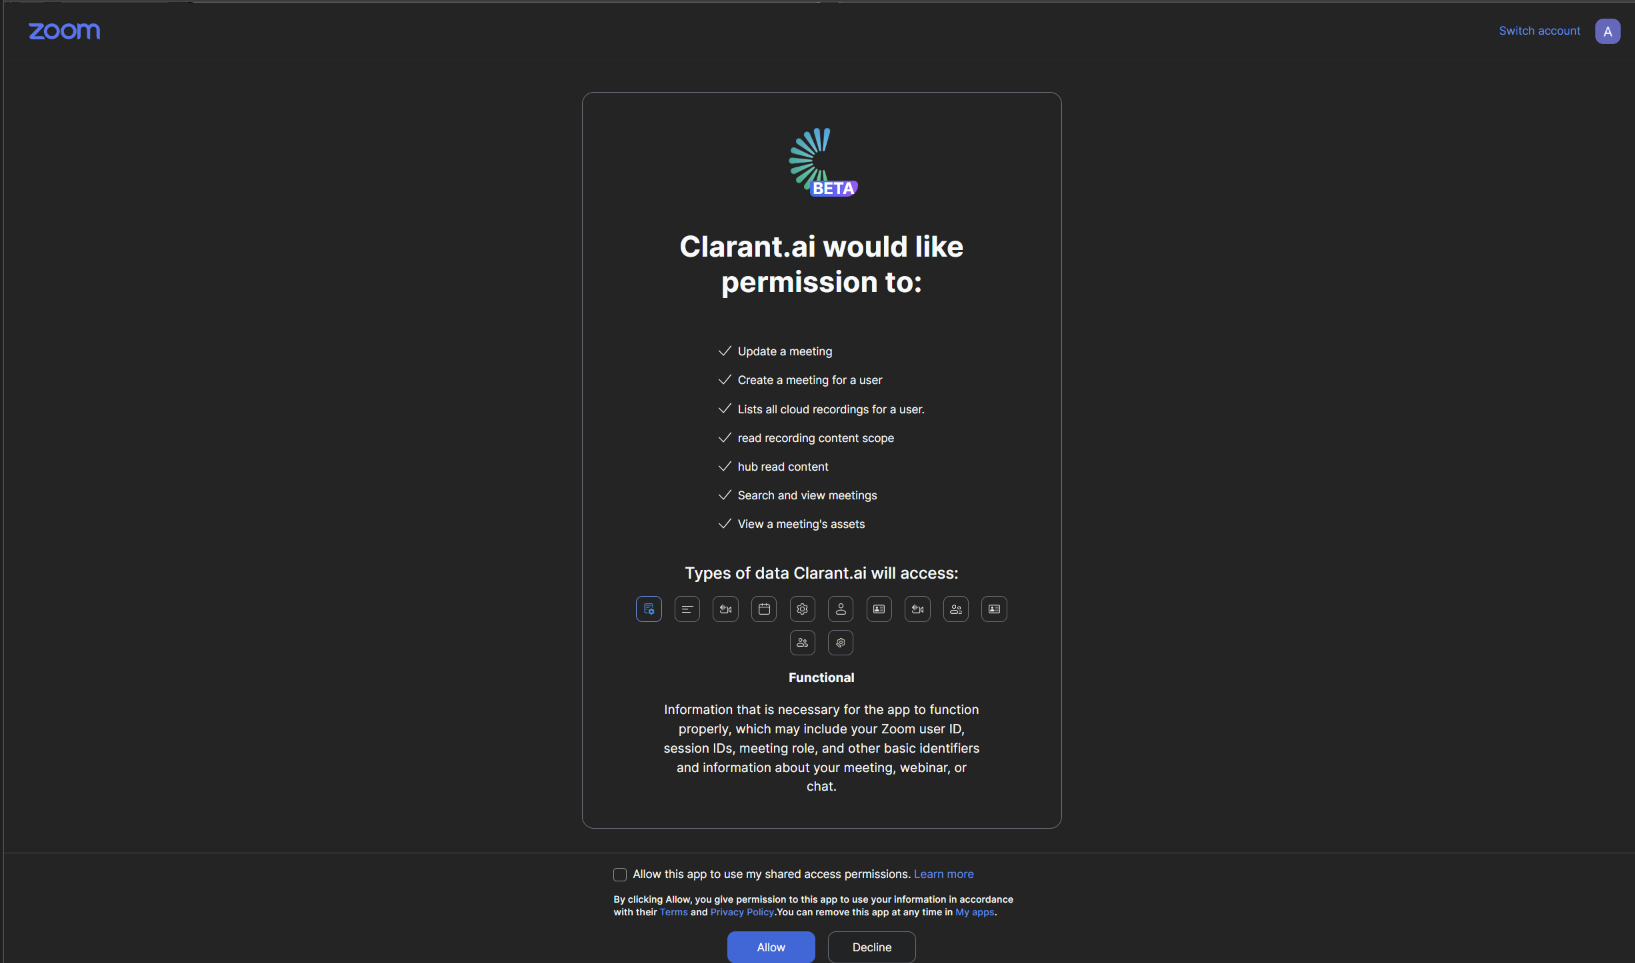 zoom
Switch account
A
BETA
Clarant.ai would like
permission to:
Update a meeting
Create a meeting for a user
Lists all cloud recordings for a user.
read recording content scope
hub read content
Search and view meetings
View a meeting's assets
Types of data Clarant.ai will access:
Functional
Information that is necessary for the app to function
properly, which may include your Zoom user ID,
session IDs, meeting role, and other basic identifiers
and information about your meeting, webinar, or
chat.
Allow this app to use my shared access permissions. Learn more
By clicking Allow, you give permission to this app to use your information in accordance
with their Terms and Privacy Policy.You can remove this app at any time in My apps.
Allow
Decline